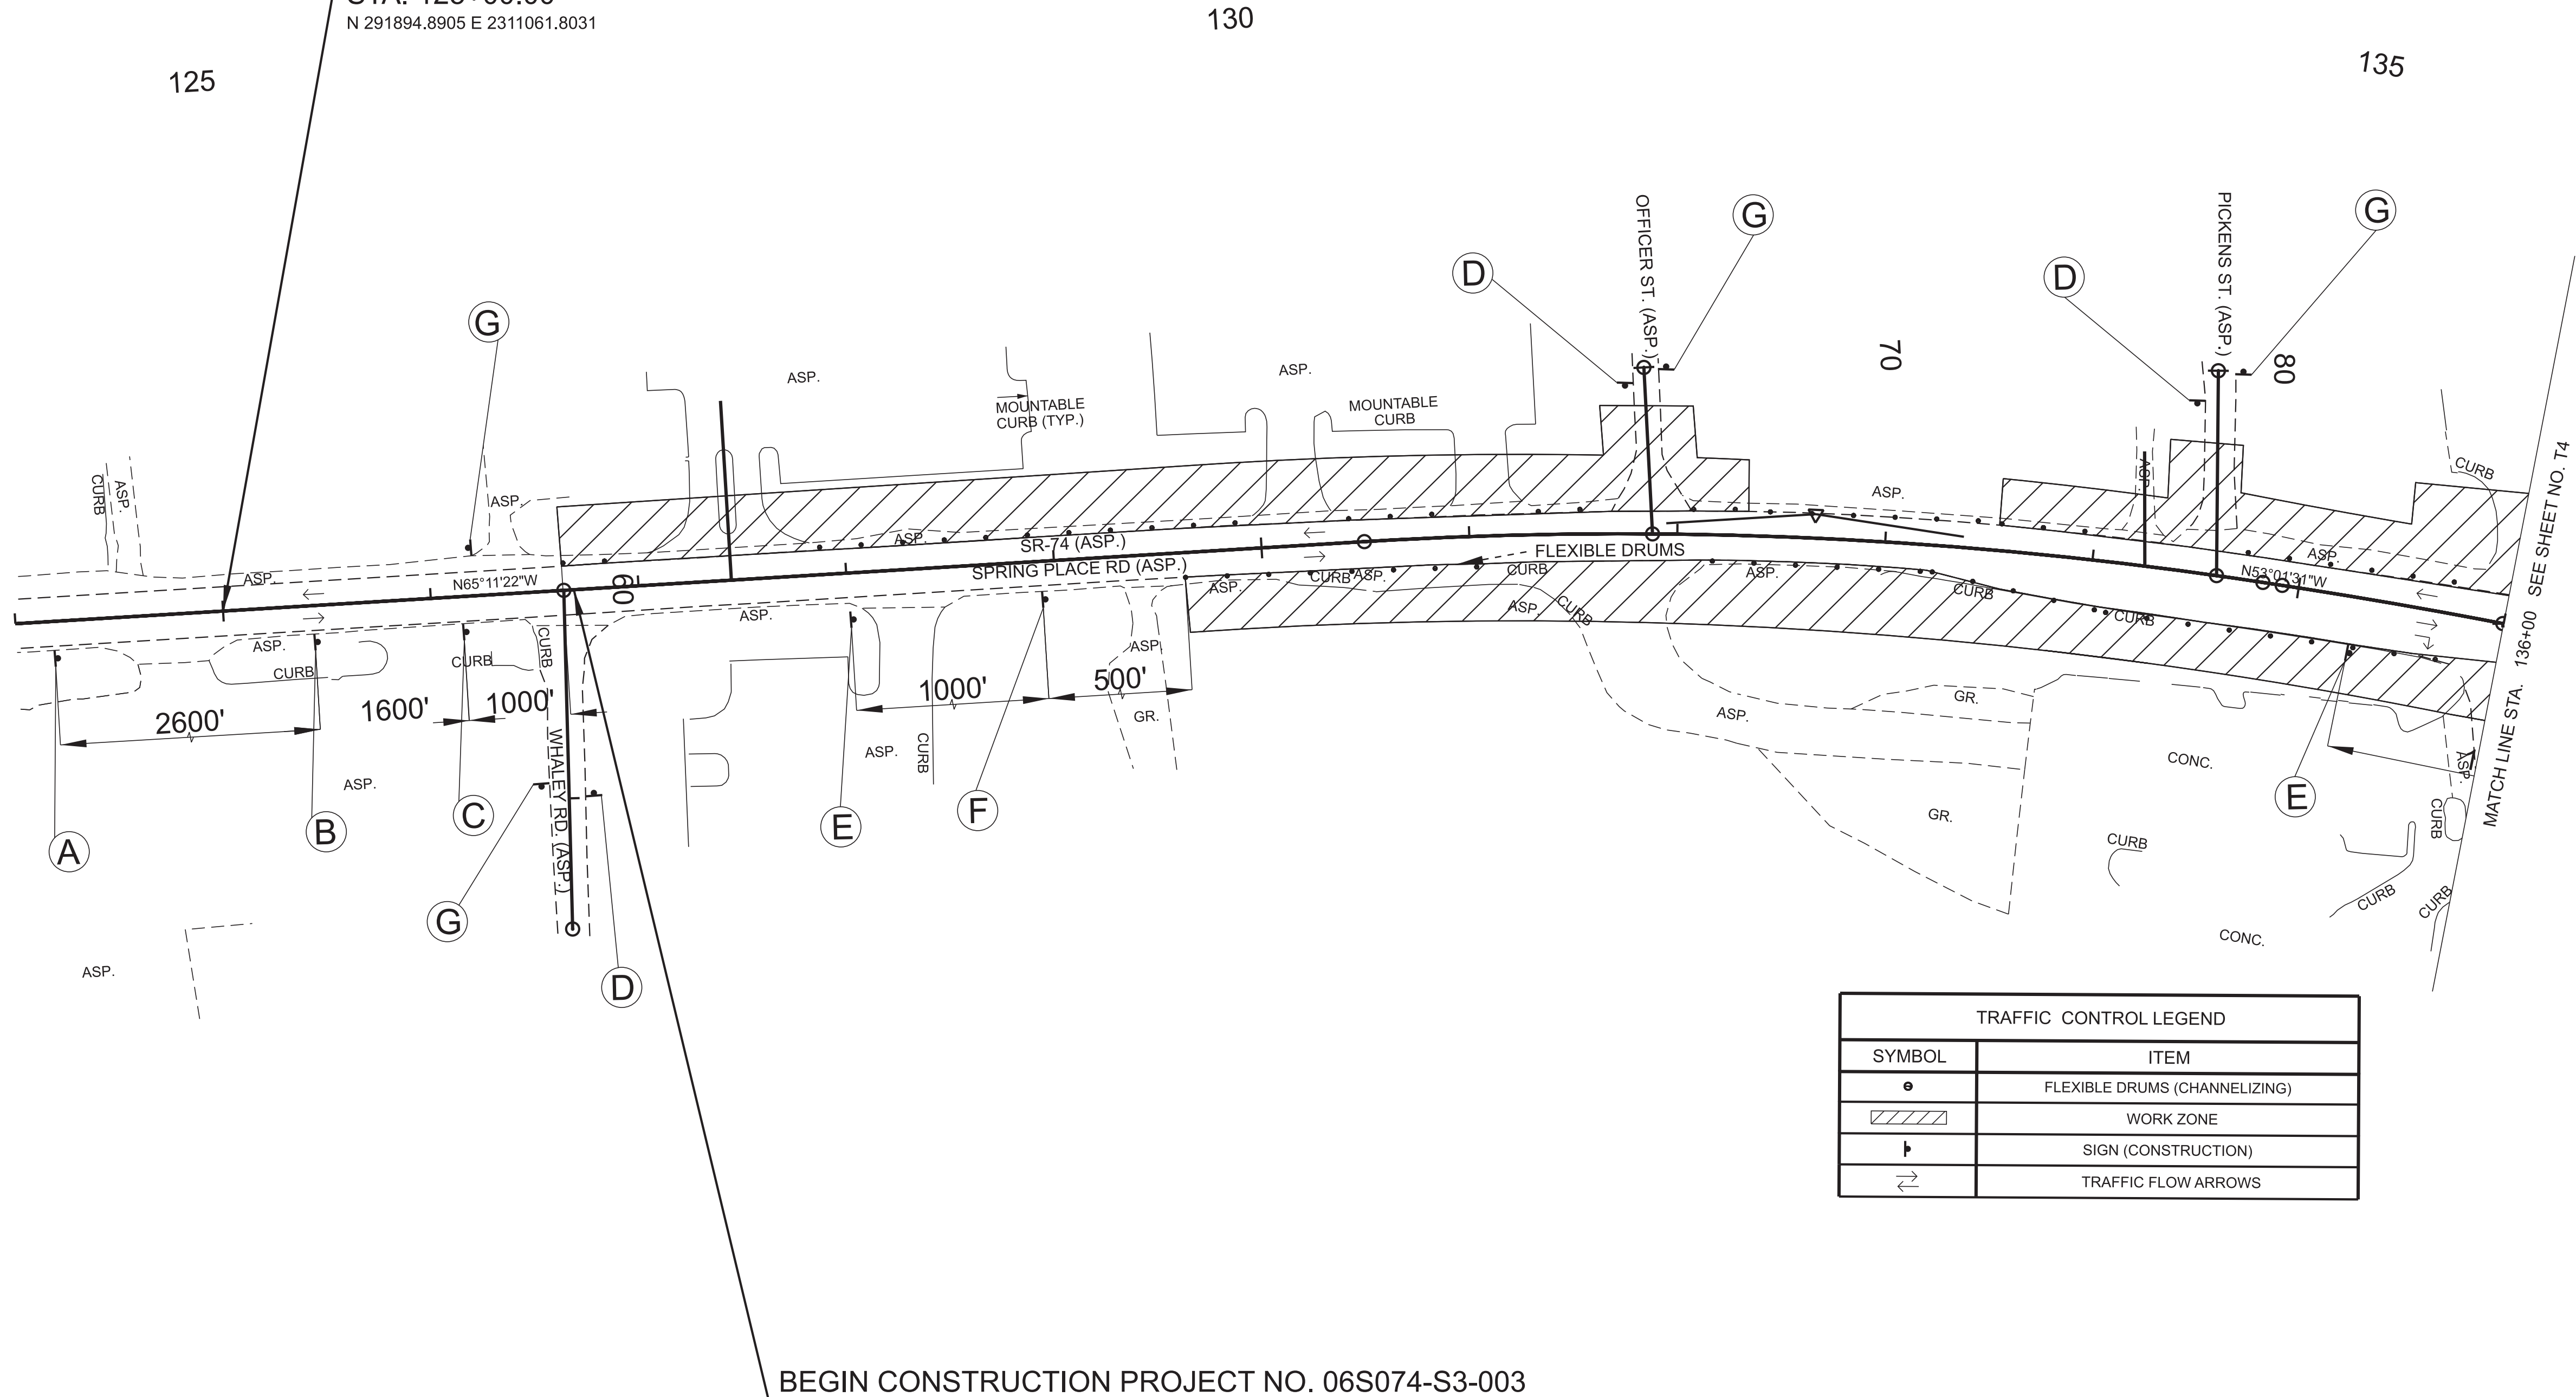 N 291894.8905 E 2311061.8031
125
130
135
G
D
OFFICER ST. (ASP.)
G
D
PICKENS ST. (ASP.)
G
70
80
ASP.
MOUNTABLE
CURB (TYP.)
ASP.
MOUNTABLE
CURB
CURB
ASP.
ASP.
ASP.
ASP.
CURB
ASP.
N65°11'22"W
60
ASP.
SR-74 (ASP.)
SPRING PLACE RD (ASP.)
FLEXIBLE DRUMS
ASP.
N53°01'31"W
ASP.
CURB
ASP.
CURB
ASP.
CURB
ASP.
CURB
CURB
ASP.
CURB
CURB
CURB
ASP.
ASP.
2600'
1600'
1000'
1000'
500'
GR.
ASP.
GR.
GR.
CONC.
CONC.
ASP.
ASP.
CURB
WHALEY RD. (ASP.)
A
B
C
E
F
E
G
D
ASP.
ASP.
CURB
CURB
CURB
CURB
MATCH LINE STA. 136+00 SEE SHEET NO. T4
TRAFFIC CONTROL LEGEND
SYMBOL ITEM
FLEXIBLE DRUMS (CHANNELIZING)
WORK ZONE
SIGN (CONSTRUCTION)
TRAFFIC FLOW ARROWS
BEGIN CONSTRUCTION PROJECT NO. 06S074-S3-003